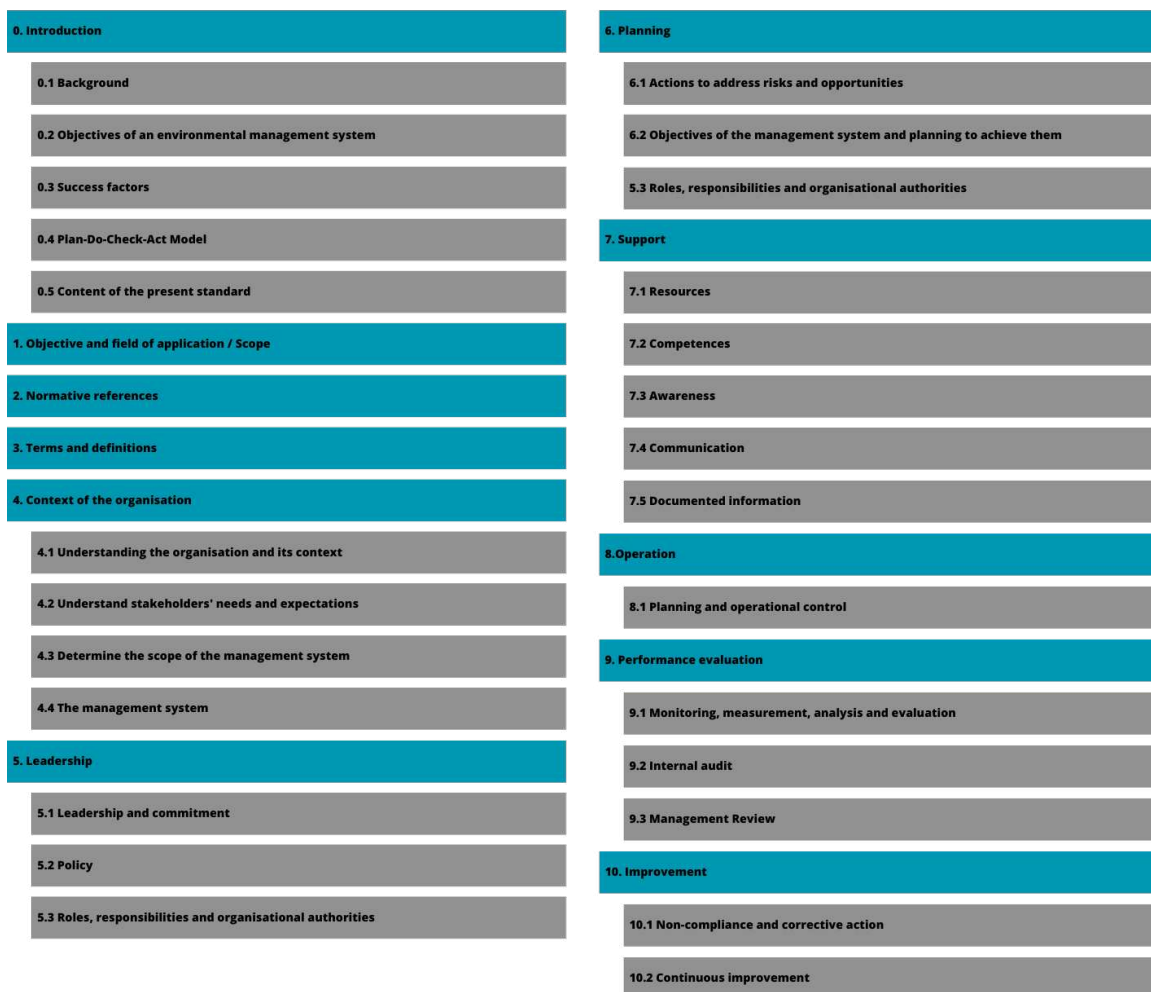 0. Introduction
0.1 Background
0.2 Objectives of an environmental management system
0.3 Success factors
0.4 Plan-Do-Check-Act Model
0.5 Content of the present standard
1. Objective and field of application / Scope
2. Normative references
3. Terms and definitions
4. Context of the organisation
4.1 Understanding the organisation and its context
4.2 Understand stakeholders' needs and expectations
4.3 Determine the scope of the management system
4.4 The management system
5. Leadership
5.1 Leadership and commitment
5.2 Policy
5.3 Roles, responsibilities and organisational authorities
6. Planning
6.1 Actions to address risks and opportunities
6.2 Objectives of the management system and planning to achieve them
5.3 Roles, responsibilities and organisational authorities
7. Support
7.1 Resources
7.2 Competences
7.3 Awareness
7.4 Communication
7.5 Documented information
8.Operation
8.1 Planning and operational control
9. Performance evaluation
9.1 Monitoring, measurement, analysis and evaluation
9.2 Internal audit
9.3 Management Review
10. Improvement
10.1 Non-compliance and corrective action
10.2 Continuous improvement